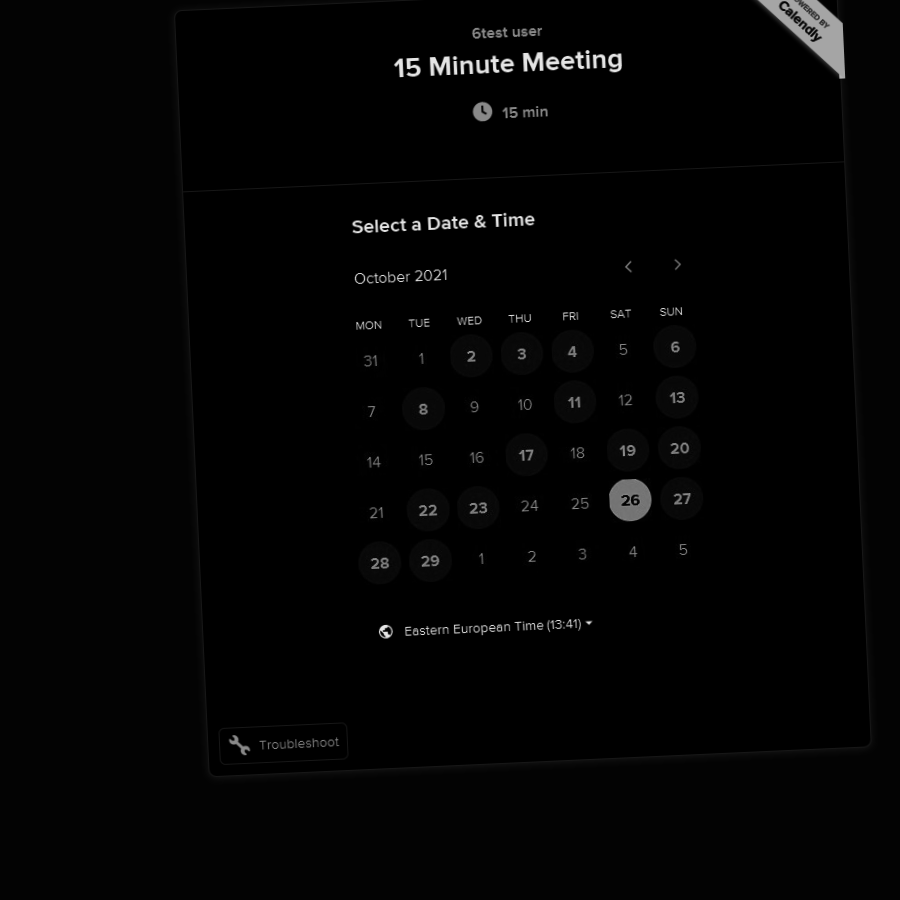 POWERED BY
Calendly
6test user
15 Minute Meeting
15 min
Select a Date & Time
October 2021
MON TUE WED THU FRI SAT SUN
31 1 2 3 4 5 6
7 8 9 10 11 12 13
14 15 16 17 18 19 20
21 22 23 24 25 26 27
28 29 1 2 3 4 5
Eastern European Time (13:41)
Troubleshoot